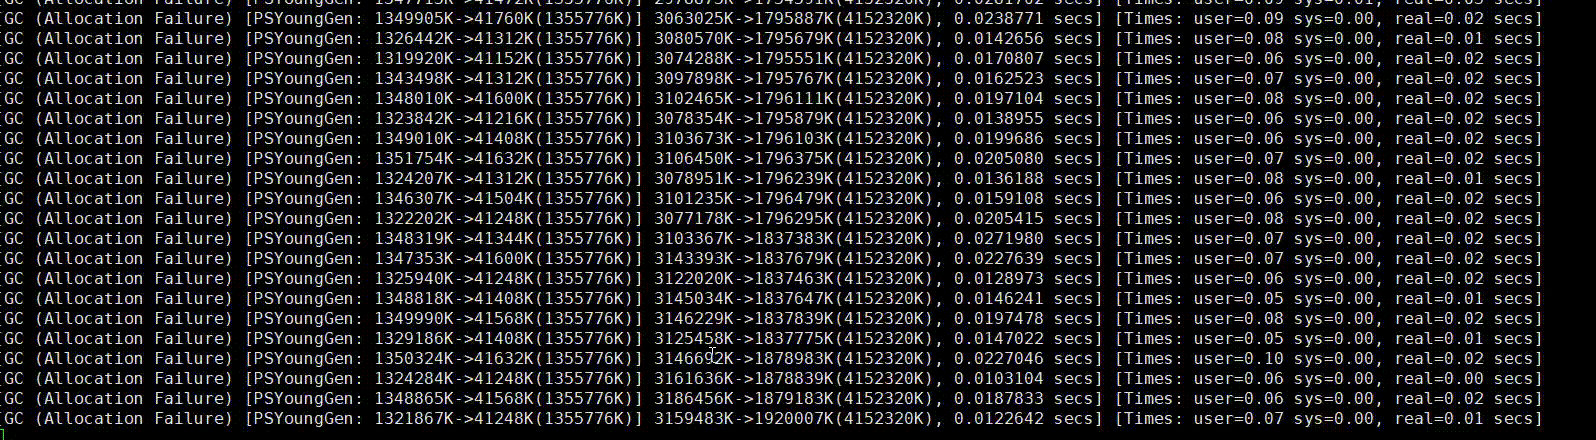 [GC (Allocation Failure) [PSYoungGen: 1349905K->41760K(1355776K)] 3063025K->1795887K(4152320K), 0.0238771 secs] [Times: user=0.09 sys=0.00, real=0.02 secs]
[GC (Allocation Failure) [PSYoungGen: 1326442K->41312K(1355776K)] 3080570K->1795679K(4152320K), 0.0142656 secs] [Times: user=0.08 sys=0.00, real=0.01 secs]
[GC (Allocation Failure) [PSYoungGen: 1319920K->41152K(1355776K)] 3074288K->1795551K(4152320K), 0.0170807 secs] [Times: user=0.06 sys=0.00, real=0.02 secs]
[GC (Allocation Failure) [PSYoungGen: 1343498K->41312K(1355776K)] 3097898K->1795767K(4152320K), 0.0162523 secs] [Times: user=0.07 sys=0.00, real=0.02 secs]
[GC (Allocation Failure) [PSYoungGen: 1348010K->41600K(1355776K)] 3102465K->1796111K(4152320K), 0.0197104 secs] [Times: user=0.08 sys=0.00, real=0.02 secs]
[GC (Allocation Failure) [PSYoungGen: 1323842K->41216K(1355776K)] 3078354K->1795879K(4152320K), 0.0138955 secs] [Times: user=0.06 sys=0.00, real=0.02 secs]
[GC (Allocation Failure) [PSYoungGen: 1349010K->41408K(1355776K)] 3103673K->1796103K(4152320K), 0.0199686 secs] [Times: user=0.06 sys=0.00, real=0.02 secs]
[GC (Allocation Failure) [PSYoungGen: 1351754K->41632K(1355776K)] 3106450K->1796375K(4152320K), 0.0205080 secs] [Times: user=0.07 sys=0.00, real=0.02 secs]
[GC (Allocation Failure) [PSYoungGen: 1324207K->41312K(1355776K)] 3078951K->1796239K(4152320K), 0.0136188 secs] [Times: user=0.08 sys=0.00, real=0.01 secs]
[GC (Allocation Failure) [PSYoungGen: 1346307K->41504K(1355776K)] 3101235K->1796479K(4152320K), 0.0159108 secs] [Times: user=0.06 sys=0.00, real=0.02 secs]
[GC (Allocation Failure) [PSYoungGen: 1322202K->41248K(1355776K)] 3077178K->1796295K(4152320K), 0.0205415 secs] [Times: user=0.08 sys=0.00, real=0.02 secs]
[GC (Allocation Failure) [PSYoungGen: 1348319K->41344K(1355776K)] 3103367K->1837383K(4152320K), 0.0271980 secs] [Times: user=0.07 sys=0.00, real=0.02 secs]
[GC (Allocation Failure) [PSYoungGen: 1347353K->41600K(1355776K)] 3143393K->1837679K(4152320K), 0.0227639 secs] [Times: user=0.07 sys=0.00, real=0.02 secs]
[GC (Allocation Failure) [PSYoungGen: 1325940K->41248K(1355776K)] 3122020K->1837463K(4152320K), 0.0128973 secs] [Times: user=0.06 sys=0.00, real=0.02 secs]
[GC (Allocation Failure) [PSYoungGen: 1348818K->41408K(1355776K)] 3145034K->1837647K(4152320K), 0.0146241 secs] [Times: user=0.05 sys=0.00, real=0.01 secs]
[GC (Allocation Failure) [PSYoungGen: 1349990K->41568K(1355776K)] 3146229K->1837839K(4152320K), 0.0197478 secs] [Times: user=0.08 sys=0.00, real=0.02 secs]
[GC (Allocation Failure) [PSYoungGen: 1329186K->41408K(1355776K)] 3125458K->1837775K(4152320K), 0.0147022 secs] [Times: user=0.05 sys=0.00, real=0.01 secs]
[GC (Allocation Failure) [PSYoungGen: 1350324K->41632K(1355776K)] 3146692K->1878983K(4152320K), 0.0227046 secs] [Times: user=0.10 sys=0.00, real=0.02 secs]
[GC (Allocation Failure) [PSYoungGen: 1324284K->41248K(1355776K)] 3161636K->1878839K(4152320K), 0.0103104 secs] [Times: user=0.06 sys=0.00, real=0.00 secs]
[GC (Allocation Failure) [PSYoungGen: 1348865K->41568K(1355776K)] 3186456K->1879183K(4152320K), 0.0187833 secs] [Times: user=0.06 sys=0.00, real=0.02 secs]
[GC (Allocation Failure) [PSYoungGen: 1321867K->41248K(1355776K)] 3159483K->1920007K(4152320K), 0.0122642 secs] [Times: user=0.07 sys=0.00, real=0.01 secs]